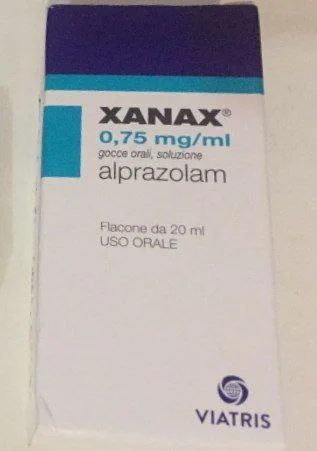 XANAX®
0,75 mg/ml
gocce orali, soluzione
alprazolam
Flacone da 20 ml
USO ORALE
VIATRIS